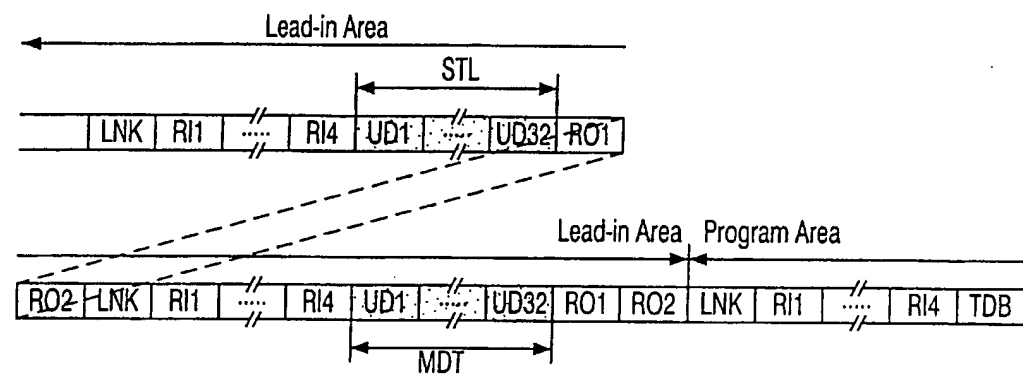 Lead-in Area
STL
LNK RI1 ..... RI4 UD1 ..... UD32 RO1
Lead-in Area Program Area
RO2 LNK RI1 ..... RI4 UD1 ..... UD32 RO1 RO2 LNK RI1 ..... RI4 TDB
MDT